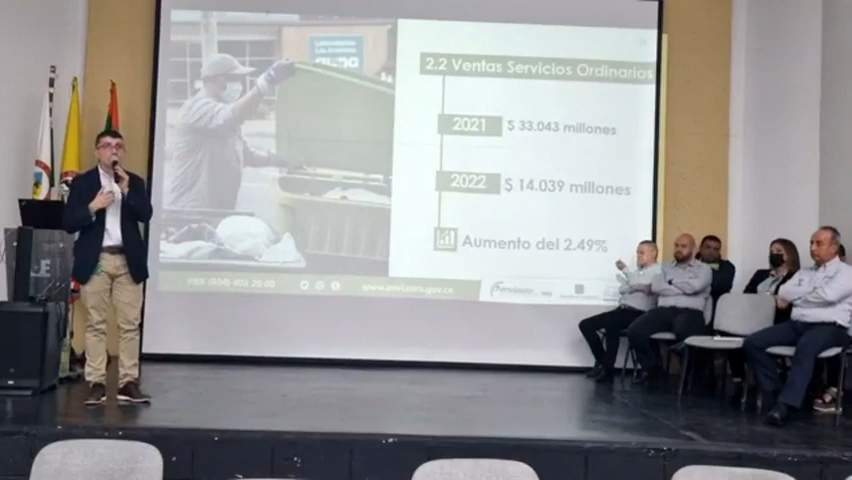 2.2 Ventas Servicios Ordinarios
2021 $ 33.043 millones
2022 $ 14.039 millones
Aumento del 2.49%
www.enviaso.gov.co